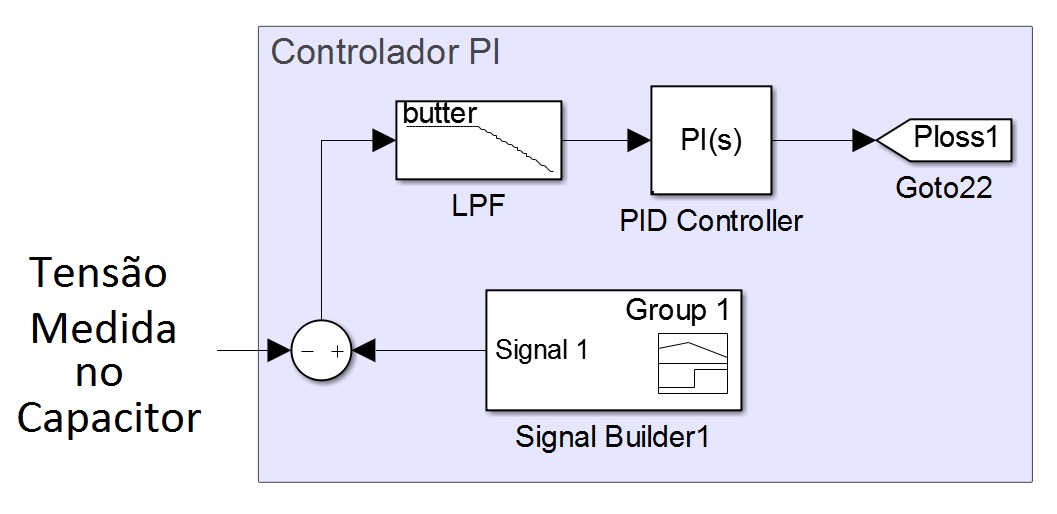 Controlador PI
butter
LPF
PI(s)
PID Controller
Ploss1
Goto22
Tensão
Medida
no
Capacitor
− +
Group 1
Signal 1
Signal Builder1